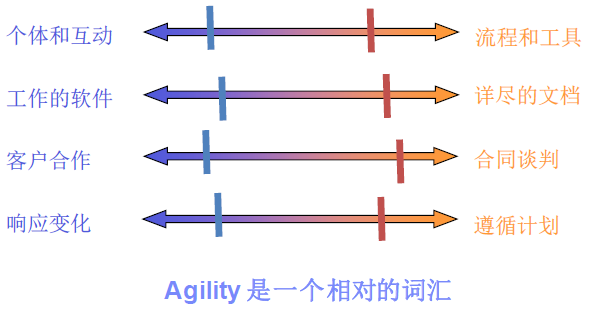 个体和互动 流程和工具
工作的软件 详尽的文档
客户合作 合同谈判
响应变化 遵循计划
Agility 是一个相对的词汇